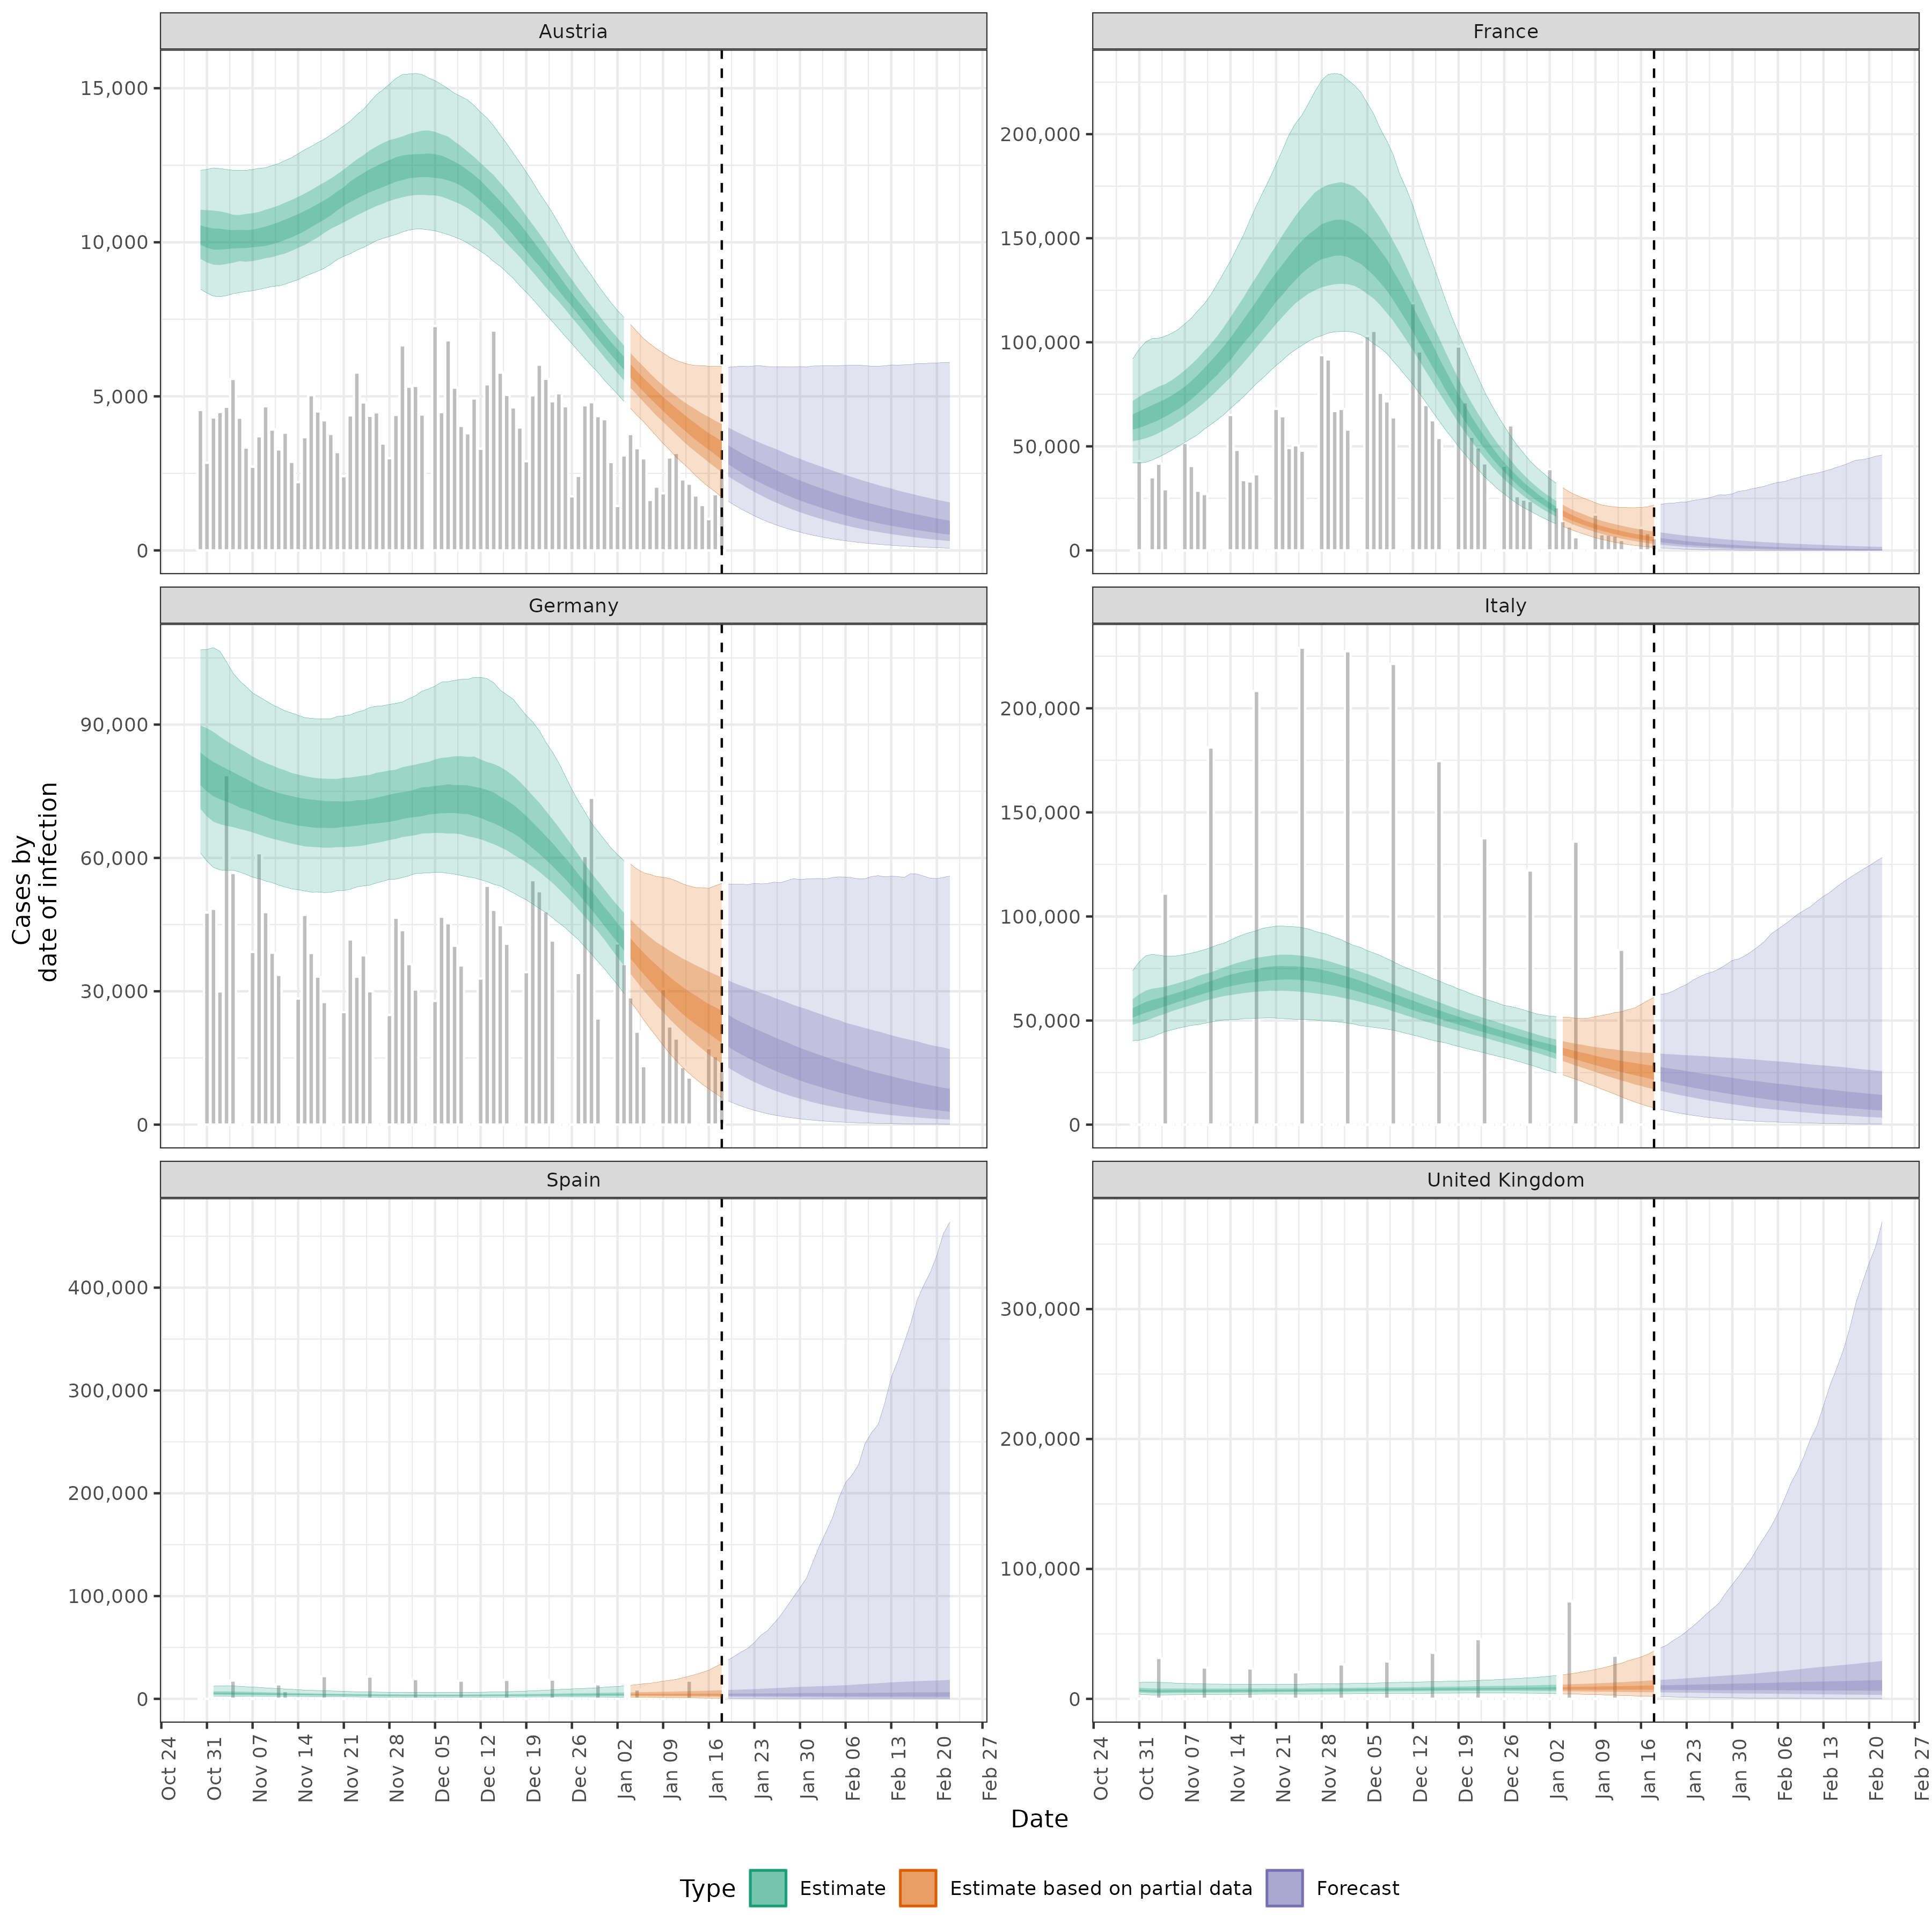 Austria
France
15,000
10,000
5,000
0
200,000
150,000
100,000
50,000
0
Germany
Italy
90,000
60,000
30,000
0
200,000
150,000
100,000
50,000
0
Cases by
date of infection
Spain
United Kingdom
400,000
300,000
200,000
100,000
0
300,000
200,000
100,000
0
Oct 24
Oct 31
Nov 07
Nov 14
Nov 21
Nov 28
Dec 05
Dec 12
Dec 19
Dec 26
Jan 02
Jan 09
Jan 16
Jan 23
Jan 30
Feb 06
Feb 13
Feb 20
Feb 27
Oct 24
Oct 31
Nov 07
Nov 14
Nov 21
Nov 28
Dec 05
Dec 12
Dec 19
Dec 26
Jan 02
Jan 09
Jan 16
Jan 23
Jan 30
Feb 06
Feb 13
Feb 20
Feb 27
Date
Type
Estimate
Estimate based on partial data
Forecast